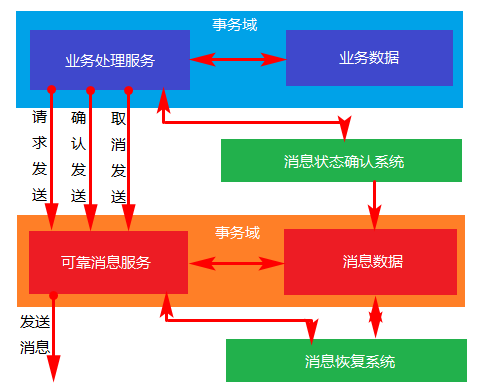 事务域
业务处理服务
业务数据
请求发送
确认发送
取消发送
消息状态确认系统
事务域
可靠消息服务
消息数据
发送
消息
消息恢复系统